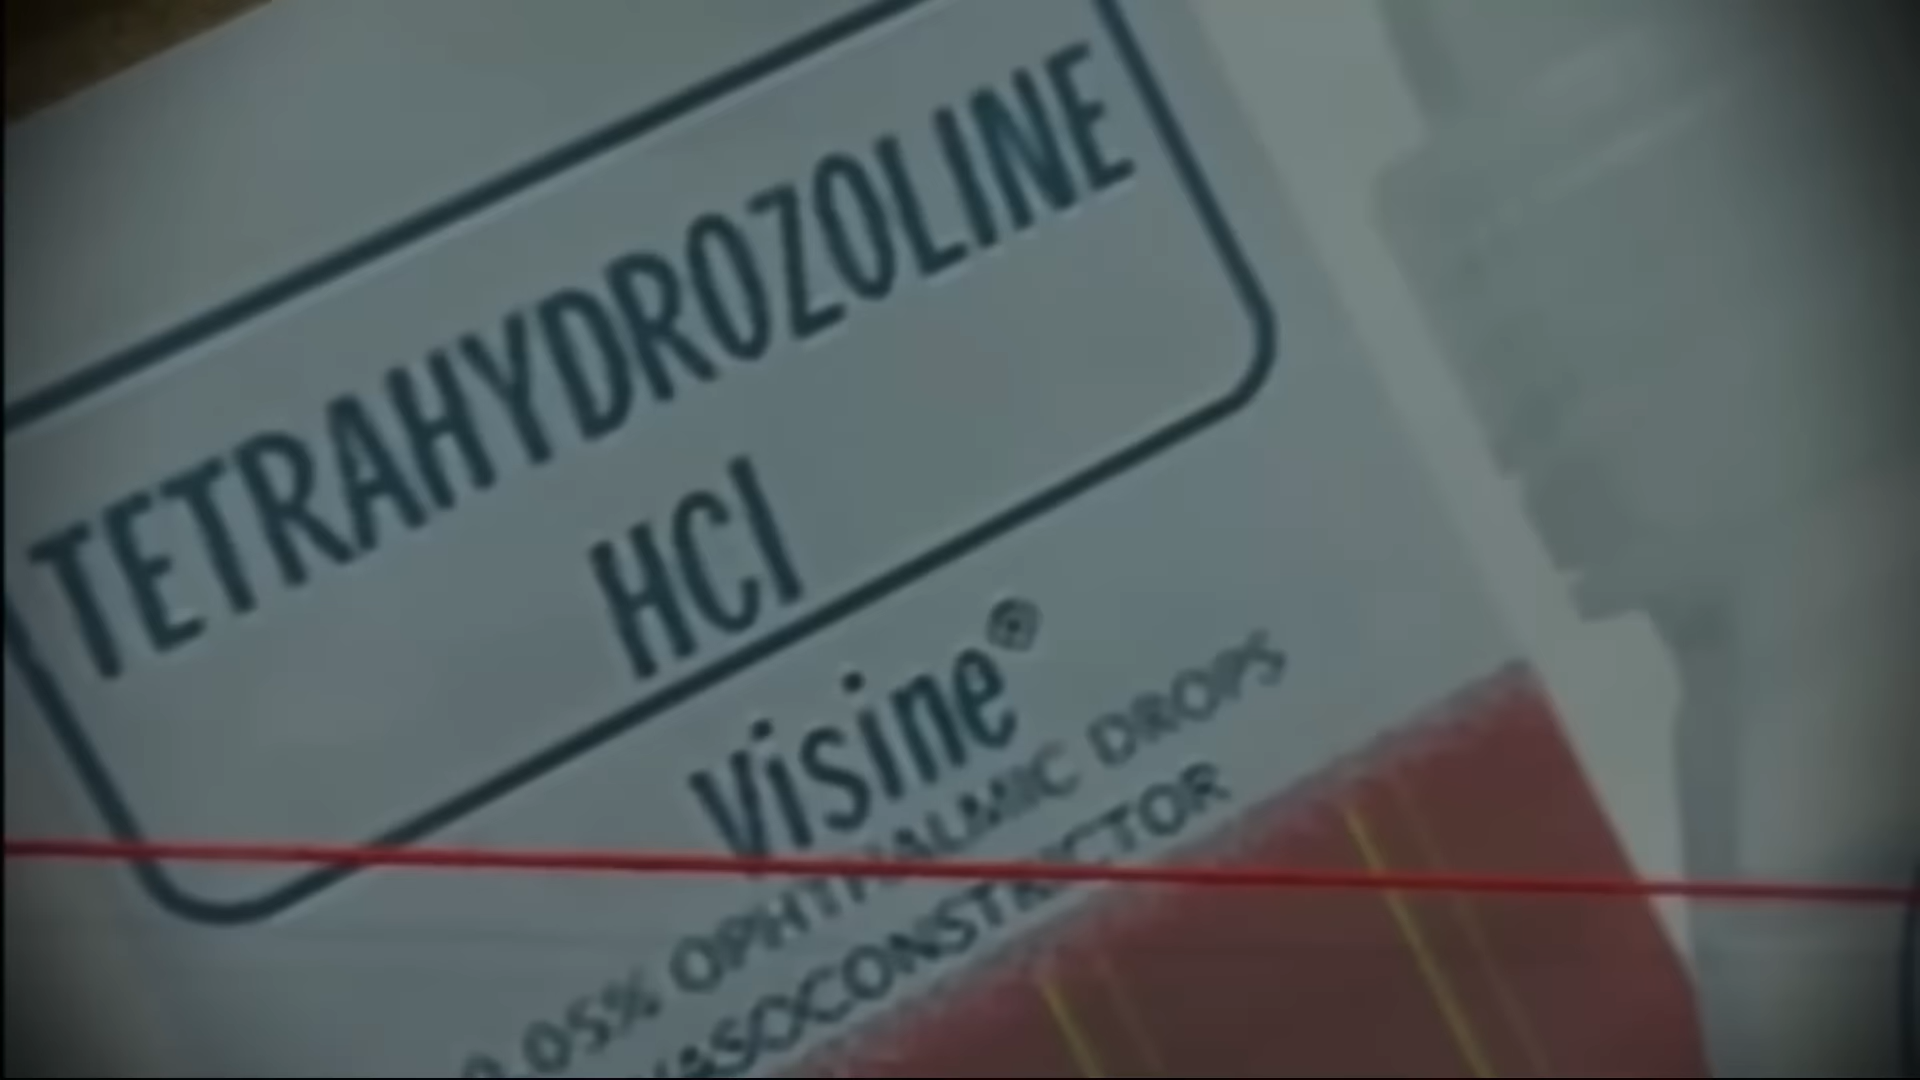 TETRAHYDROZOLINE
HCl
Visine®
0.05% OPHTHALMIC DROPS
VASOCONSTRICTOR